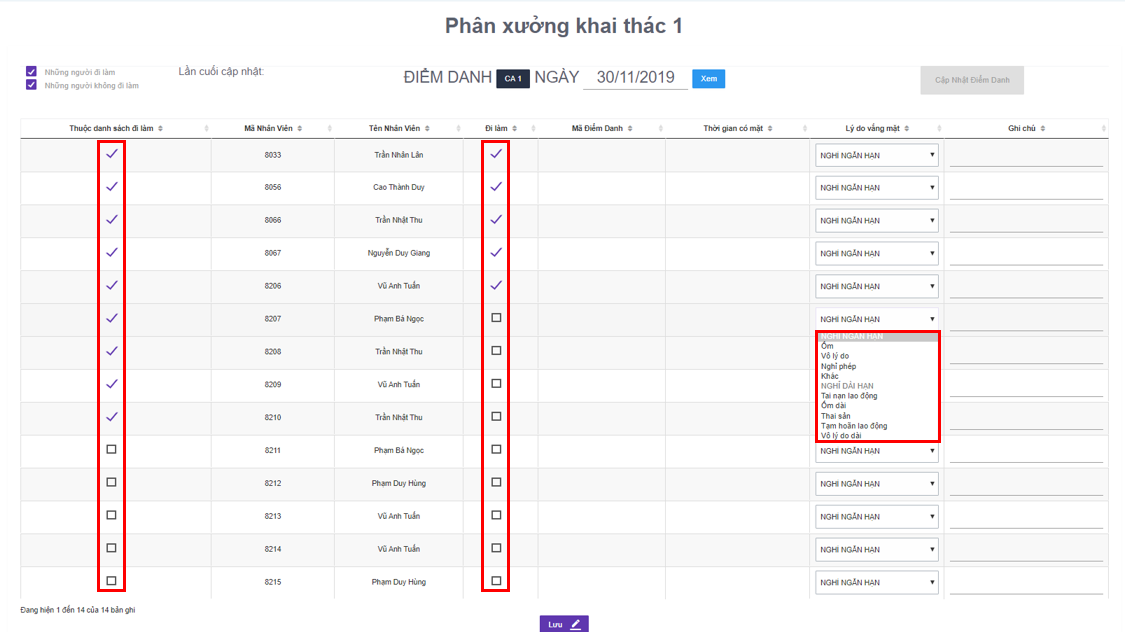 Phân xưởng khai thác 1
Những người đi làm
Những người không đi làm
Lần cuối cập nhật:
ĐIỂM DANH CA 1 NGÀY 30/11/2019 Xem
Cập Nhật Điểm Danh
Thuộc danh sách đi làm Mã Nhân Viên Tên Nhân Viên Đi làm Mã Điểm Danh Thời gian có mặt Lý do vắng mặt Ghi chú
8033 Trần Nhân Lân NGHỈ NGẮN HẠN
8056 Cao Thành Duy NGHỈ NGẮN HẠN
8066 Trần Nhật Thu NGHỈ NGẮN HẠN
8067 Nguyễn Duy Giang NGHỈ NGẮN HẠN
8206 Vũ Anh Tuấn NGHỈ NGẮN HẠN
8207 Phạm Bá Ngọc NGHỈ NGẮN HẠN
NGHỈ NGẮN HẠN
Ốm
Vô lý do
Nghỉ phép
Khác
NGHỈ DÀI HẠN
Tai nạn lao động
Ốm dài
Thai sản
Tạm hoãn lao động
Vô lý do dài
8208 Trần Nhật Thu
8209 Vũ Anh Tuấn
8210 Trần Nhật Thu
8211 Phạm Bá Ngọc NGHỈ NGẮN HẠN
8212 Phạm Duy Hùng NGHỈ NGẮN HẠN
8213 Vũ Anh Tuấn NGHỈ NGẮN HẠN
8214 Vũ Anh Tuấn NGHỈ NGẮN HẠN
8215 Phạm Duy Hùng NGHỈ NGẮN HẠN
Đang hiện 1 đến 14 của 14 bản ghi
Lưu